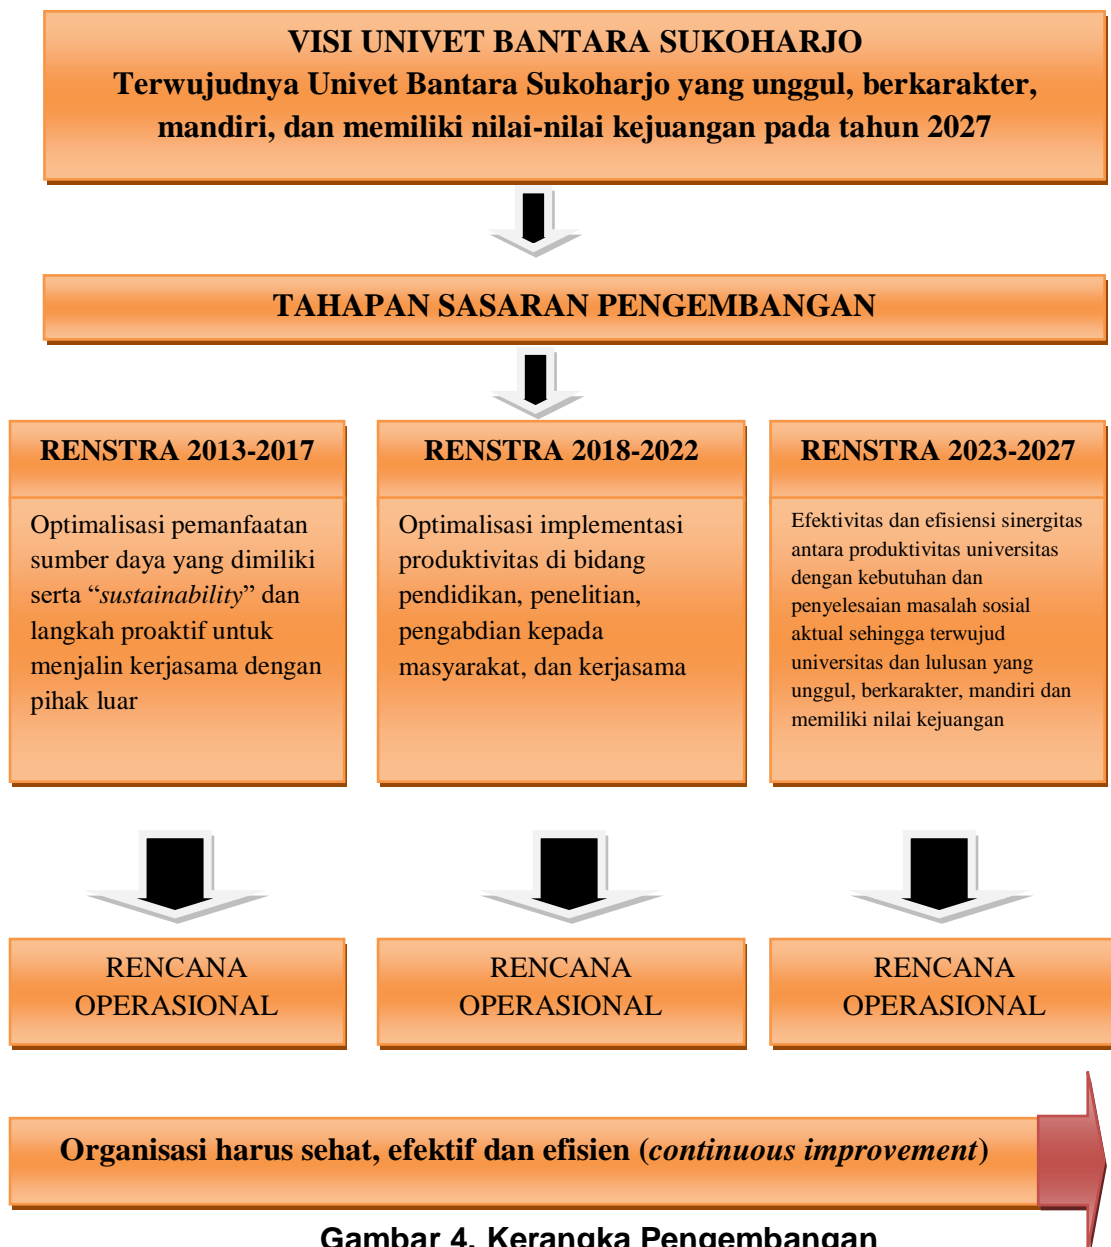 VISI UNIVET BANTARA SUKOHARJO
Terwujudnya Univet Bantara Sukoharjo yang unggul, berkarakter,
mandiri, dan memiliki nilai-nilai kejuangan pada tahun 2027
TAHAPAN SASARAN PENGEMBANGAN
RENSTRA 2013-2017
Optimalisasi pemanfaatan
sumber daya yang dimiliki
serta “sustainability” dan
langkah proaktif untuk
menjalin kerjasama dengan
pihak luar
RENSTRA 2018-2022
Optimalisasi implementasi
produktivitas di bidang
pendidikan, penelitian,
pengabdian kepada
masyarakat, dan kerjasama
RENSTRA 2023-2027
Efektivitas dan efisiensi sinergitas
antara produktivitas universitas
dengan kebutuhan dan
penyelesaian masalah sosial
aktual sehingga terwujud
universitas dan lulusan yang
unggul, berkarakter, mandiri dan
memiliki nilai kejuangan
RENCANA
OPERASIONAL
RENCANA
OPERASIONAL
RENCANA
OPERASIONAL
Organisasi harus sehat, efektif dan efisien (continuous improvement)
Gambar 4. Kerangka Pengembangan